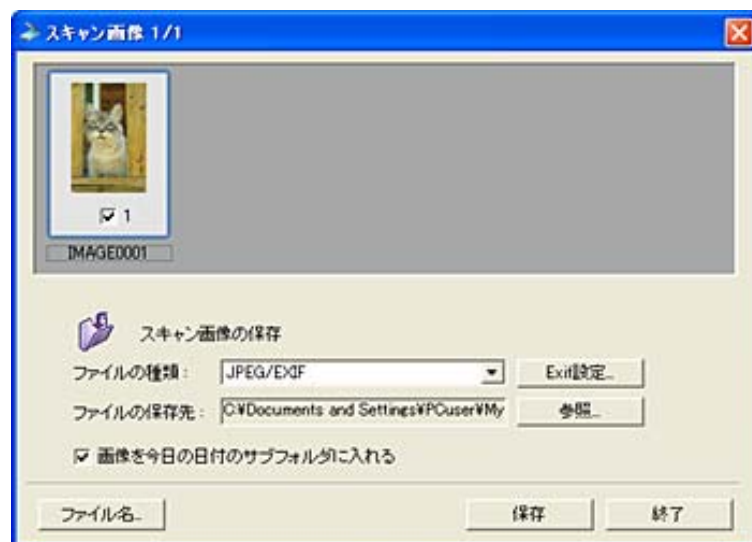 スキャン画像 1/1
1
IMAGE0001
スキャン画像の保存
ファイルの種類： JPEG/EXIF Exif設定...
ファイルの保存先： C:¥Documents and Settings¥PCuser¥My 参照...
画像を今日の日付のサブフォルダに入れる
ファイル名... 保存 終了